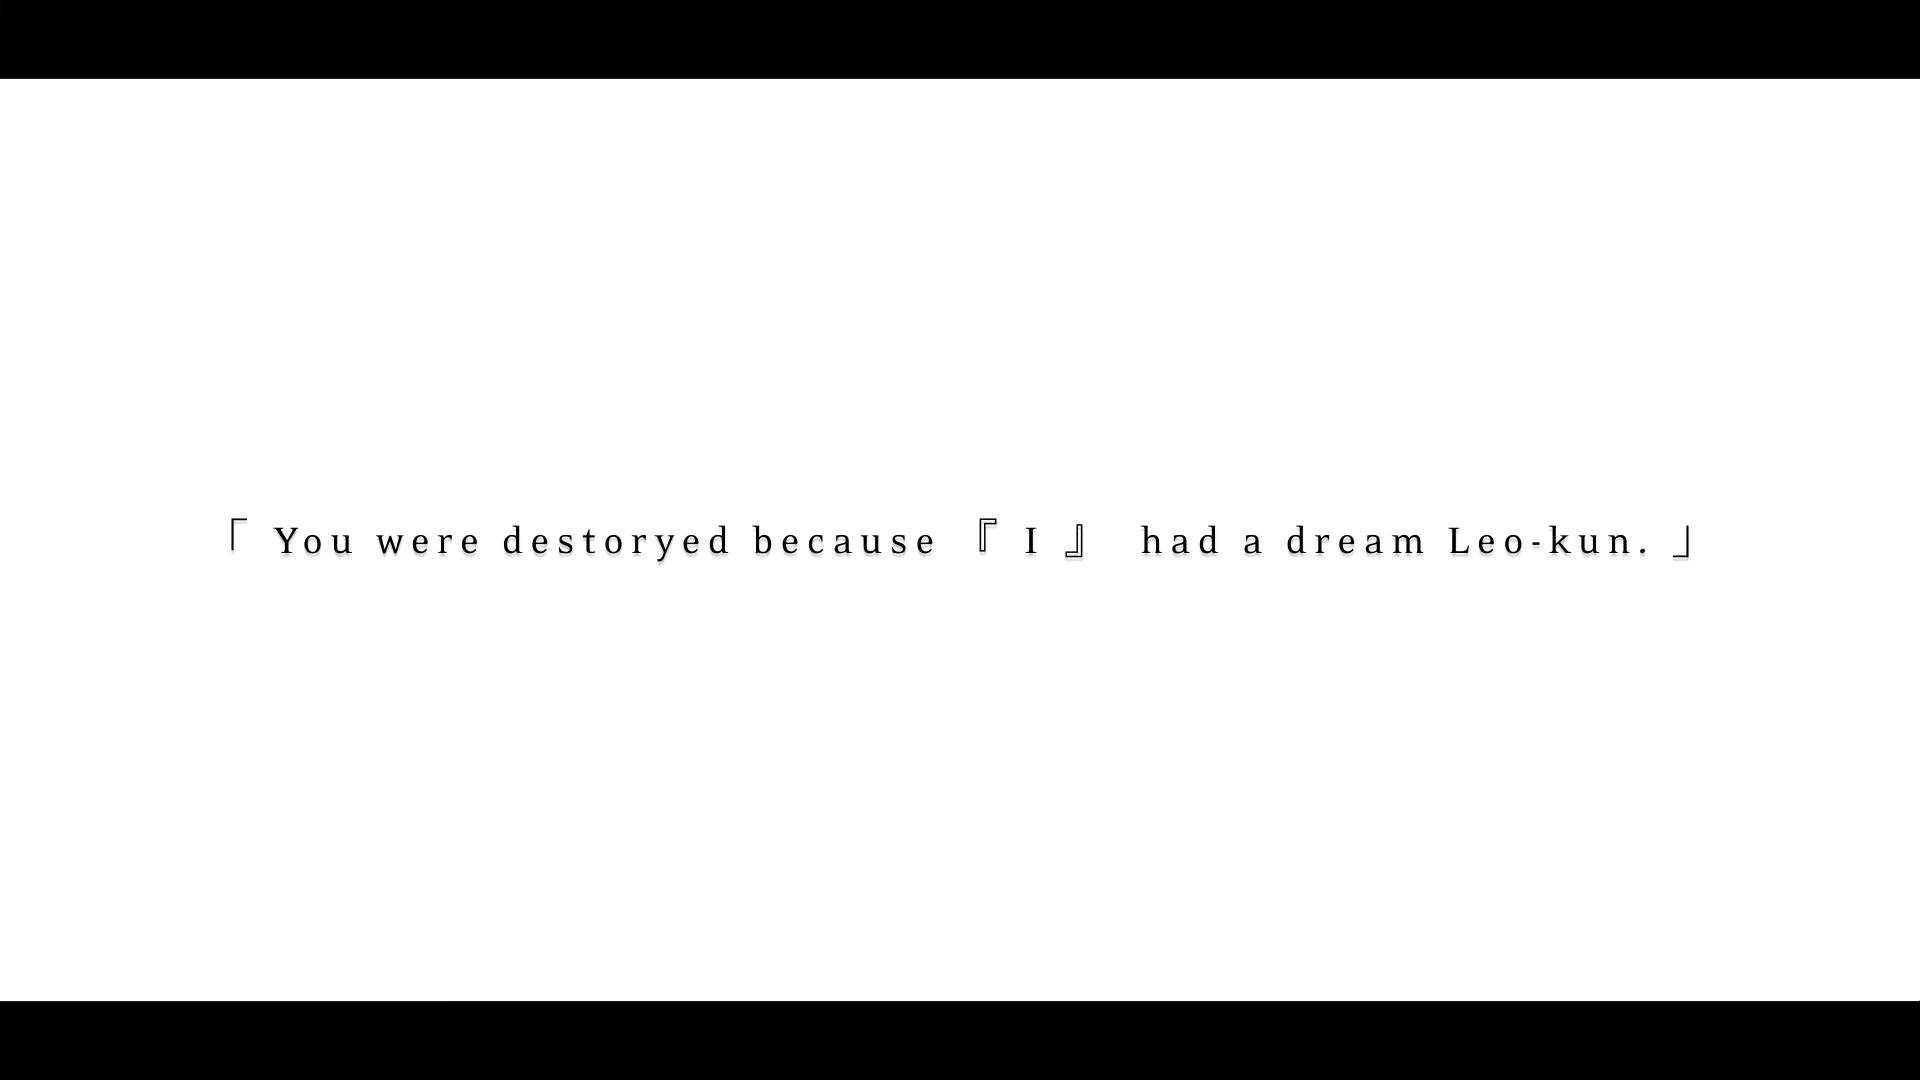 「 You were destoryed because 『 I 』 had a dream Leo-kun. 」